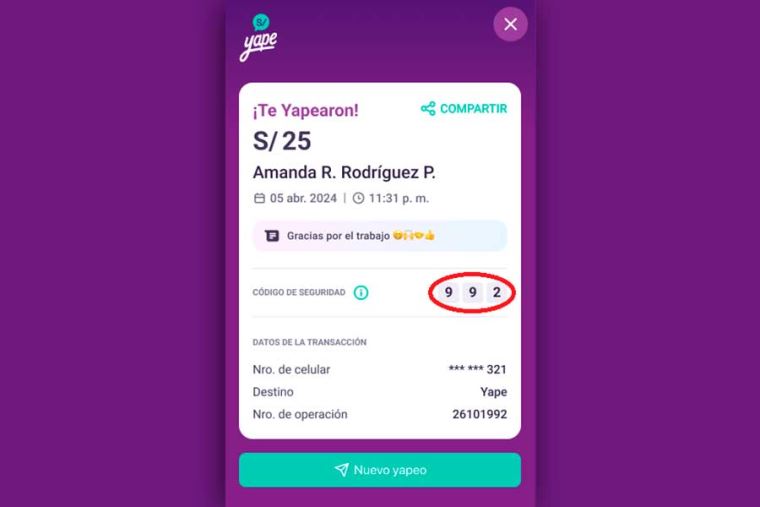 S/
yape
¡Te Yapearon!
COMPARTIR
S/ 25
Amanda R. Rodríguez P.
05 abr. 2024 | 11:31 p. m.
Gracias por el trabajo 😁🙌🤝👍
CÓDIGO DE SEGURIDAD 9 9 2
DATOS DE LA TRANSACCIÓN
Nro. de celular *** *** 321
Destino Yape
Nro. de operación 26101992
Nuevo yapeo